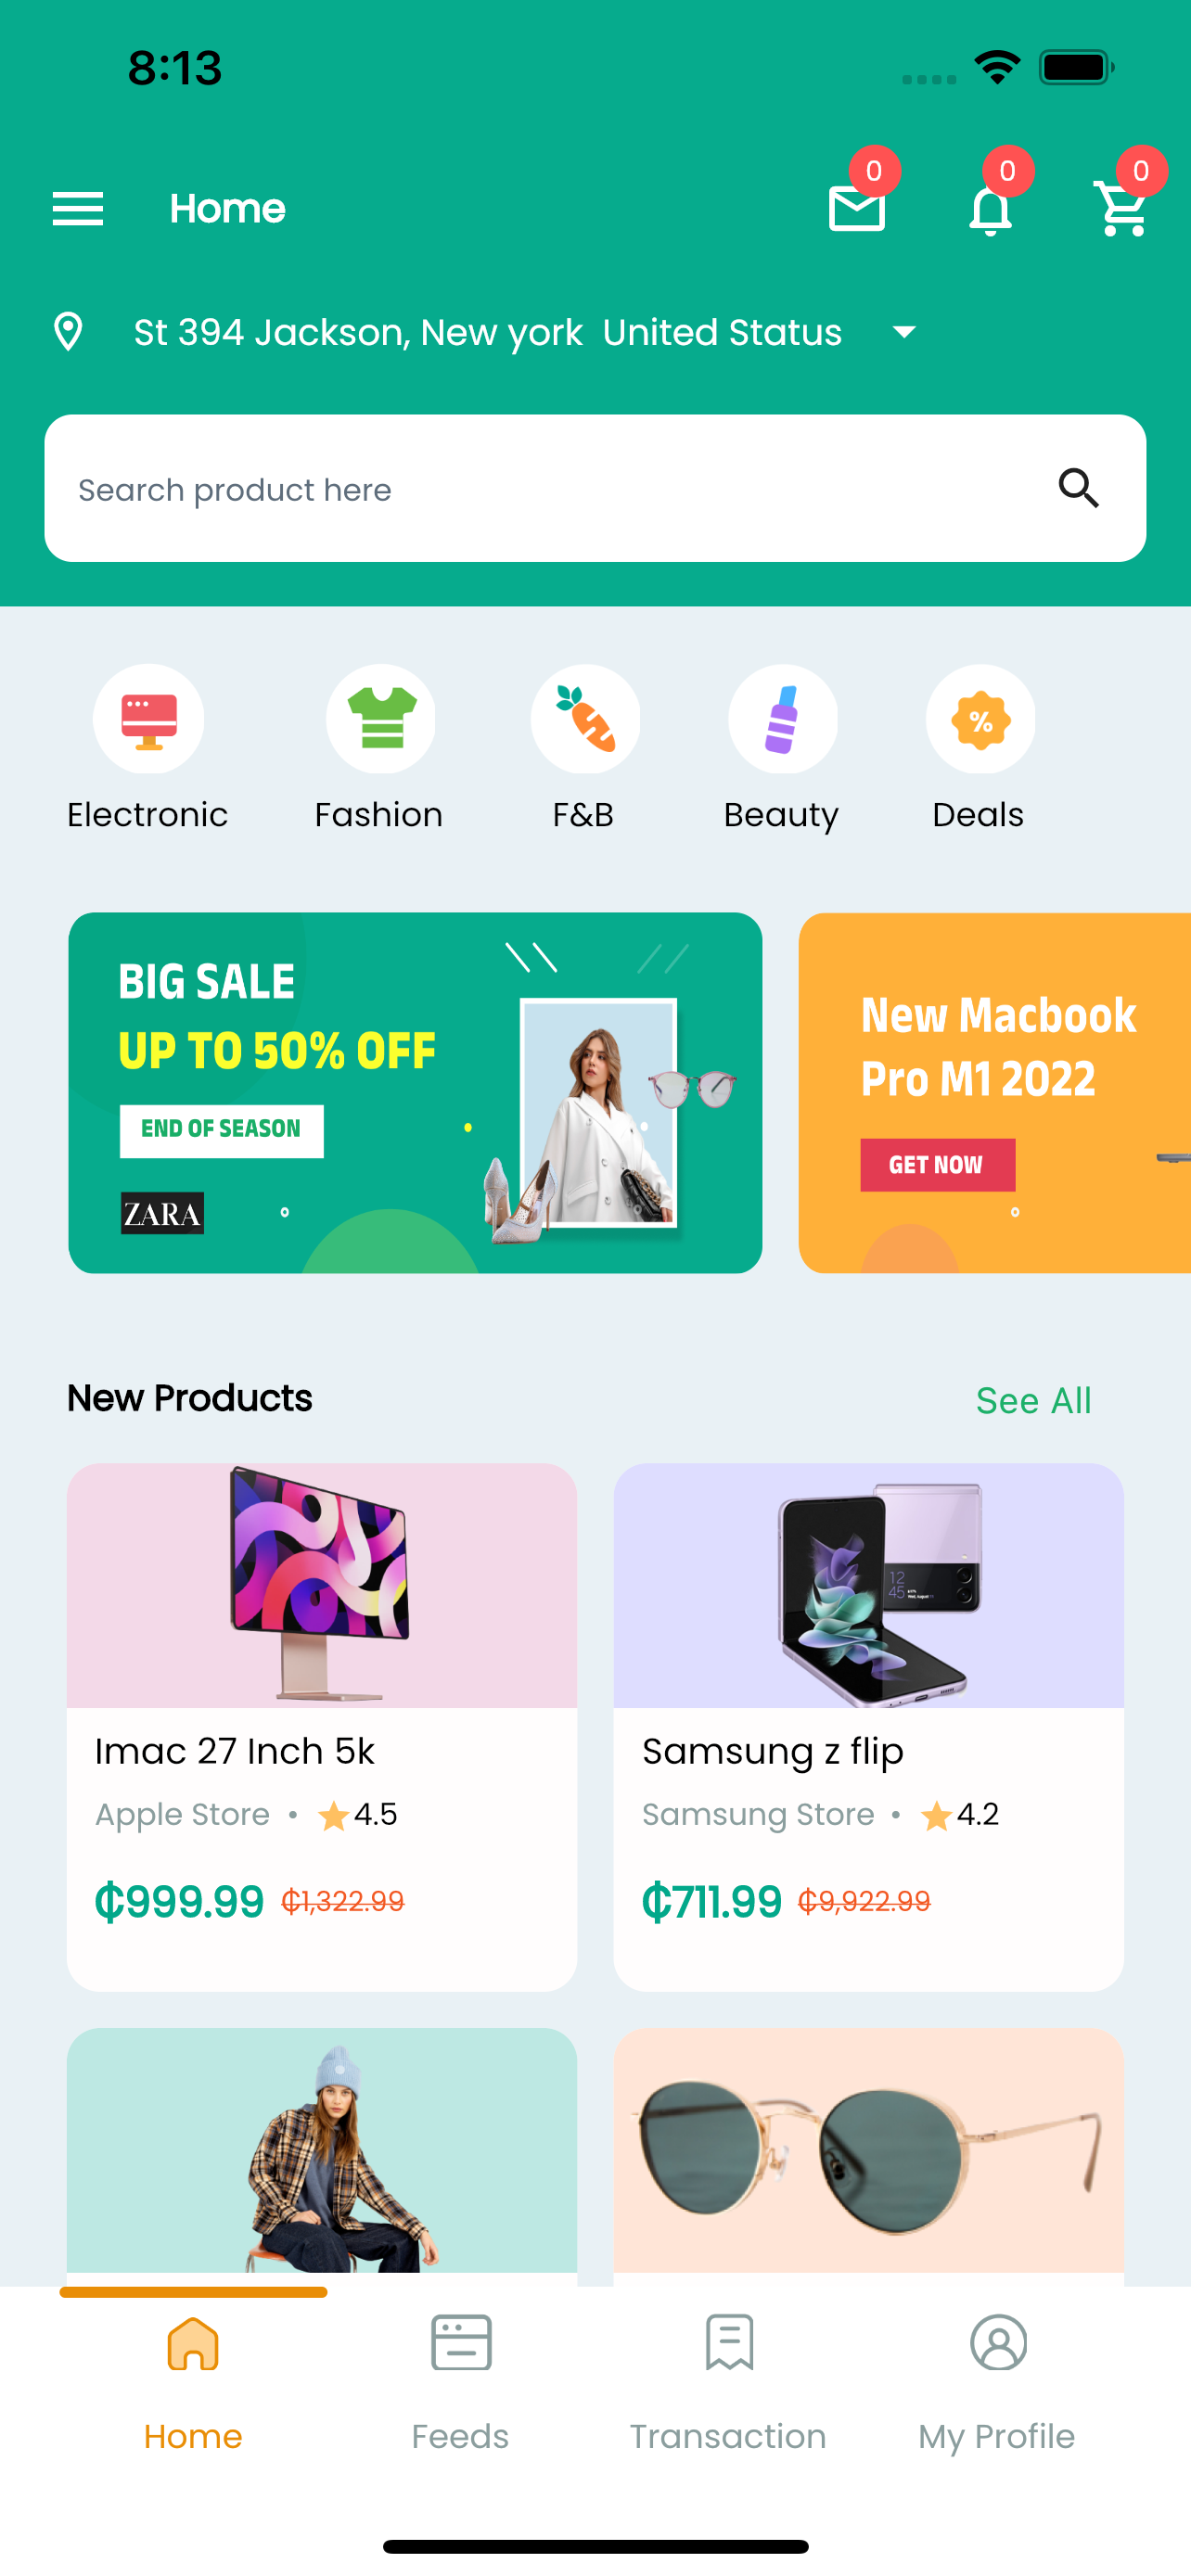 8:13
Home
0
0
0
St 394 Jackson, New york  United Status
Search product here
%
Electronic
Fashion
F&B
Beauty
Deals
BIG SALE
UP TO 50% OFF
END OF SEASON
ZARA
New Macbook
Pro M1 2022
GET NOW
New Products
See All
12
45
Imac 27 Inch 5k
Apple Store • 4.5
₵999.99 ₵1,322.99
Samsung z flip
Samsung Store • 4.2
₵711.99 ₵9,922.99
Home
Feeds
Transaction
My Profile